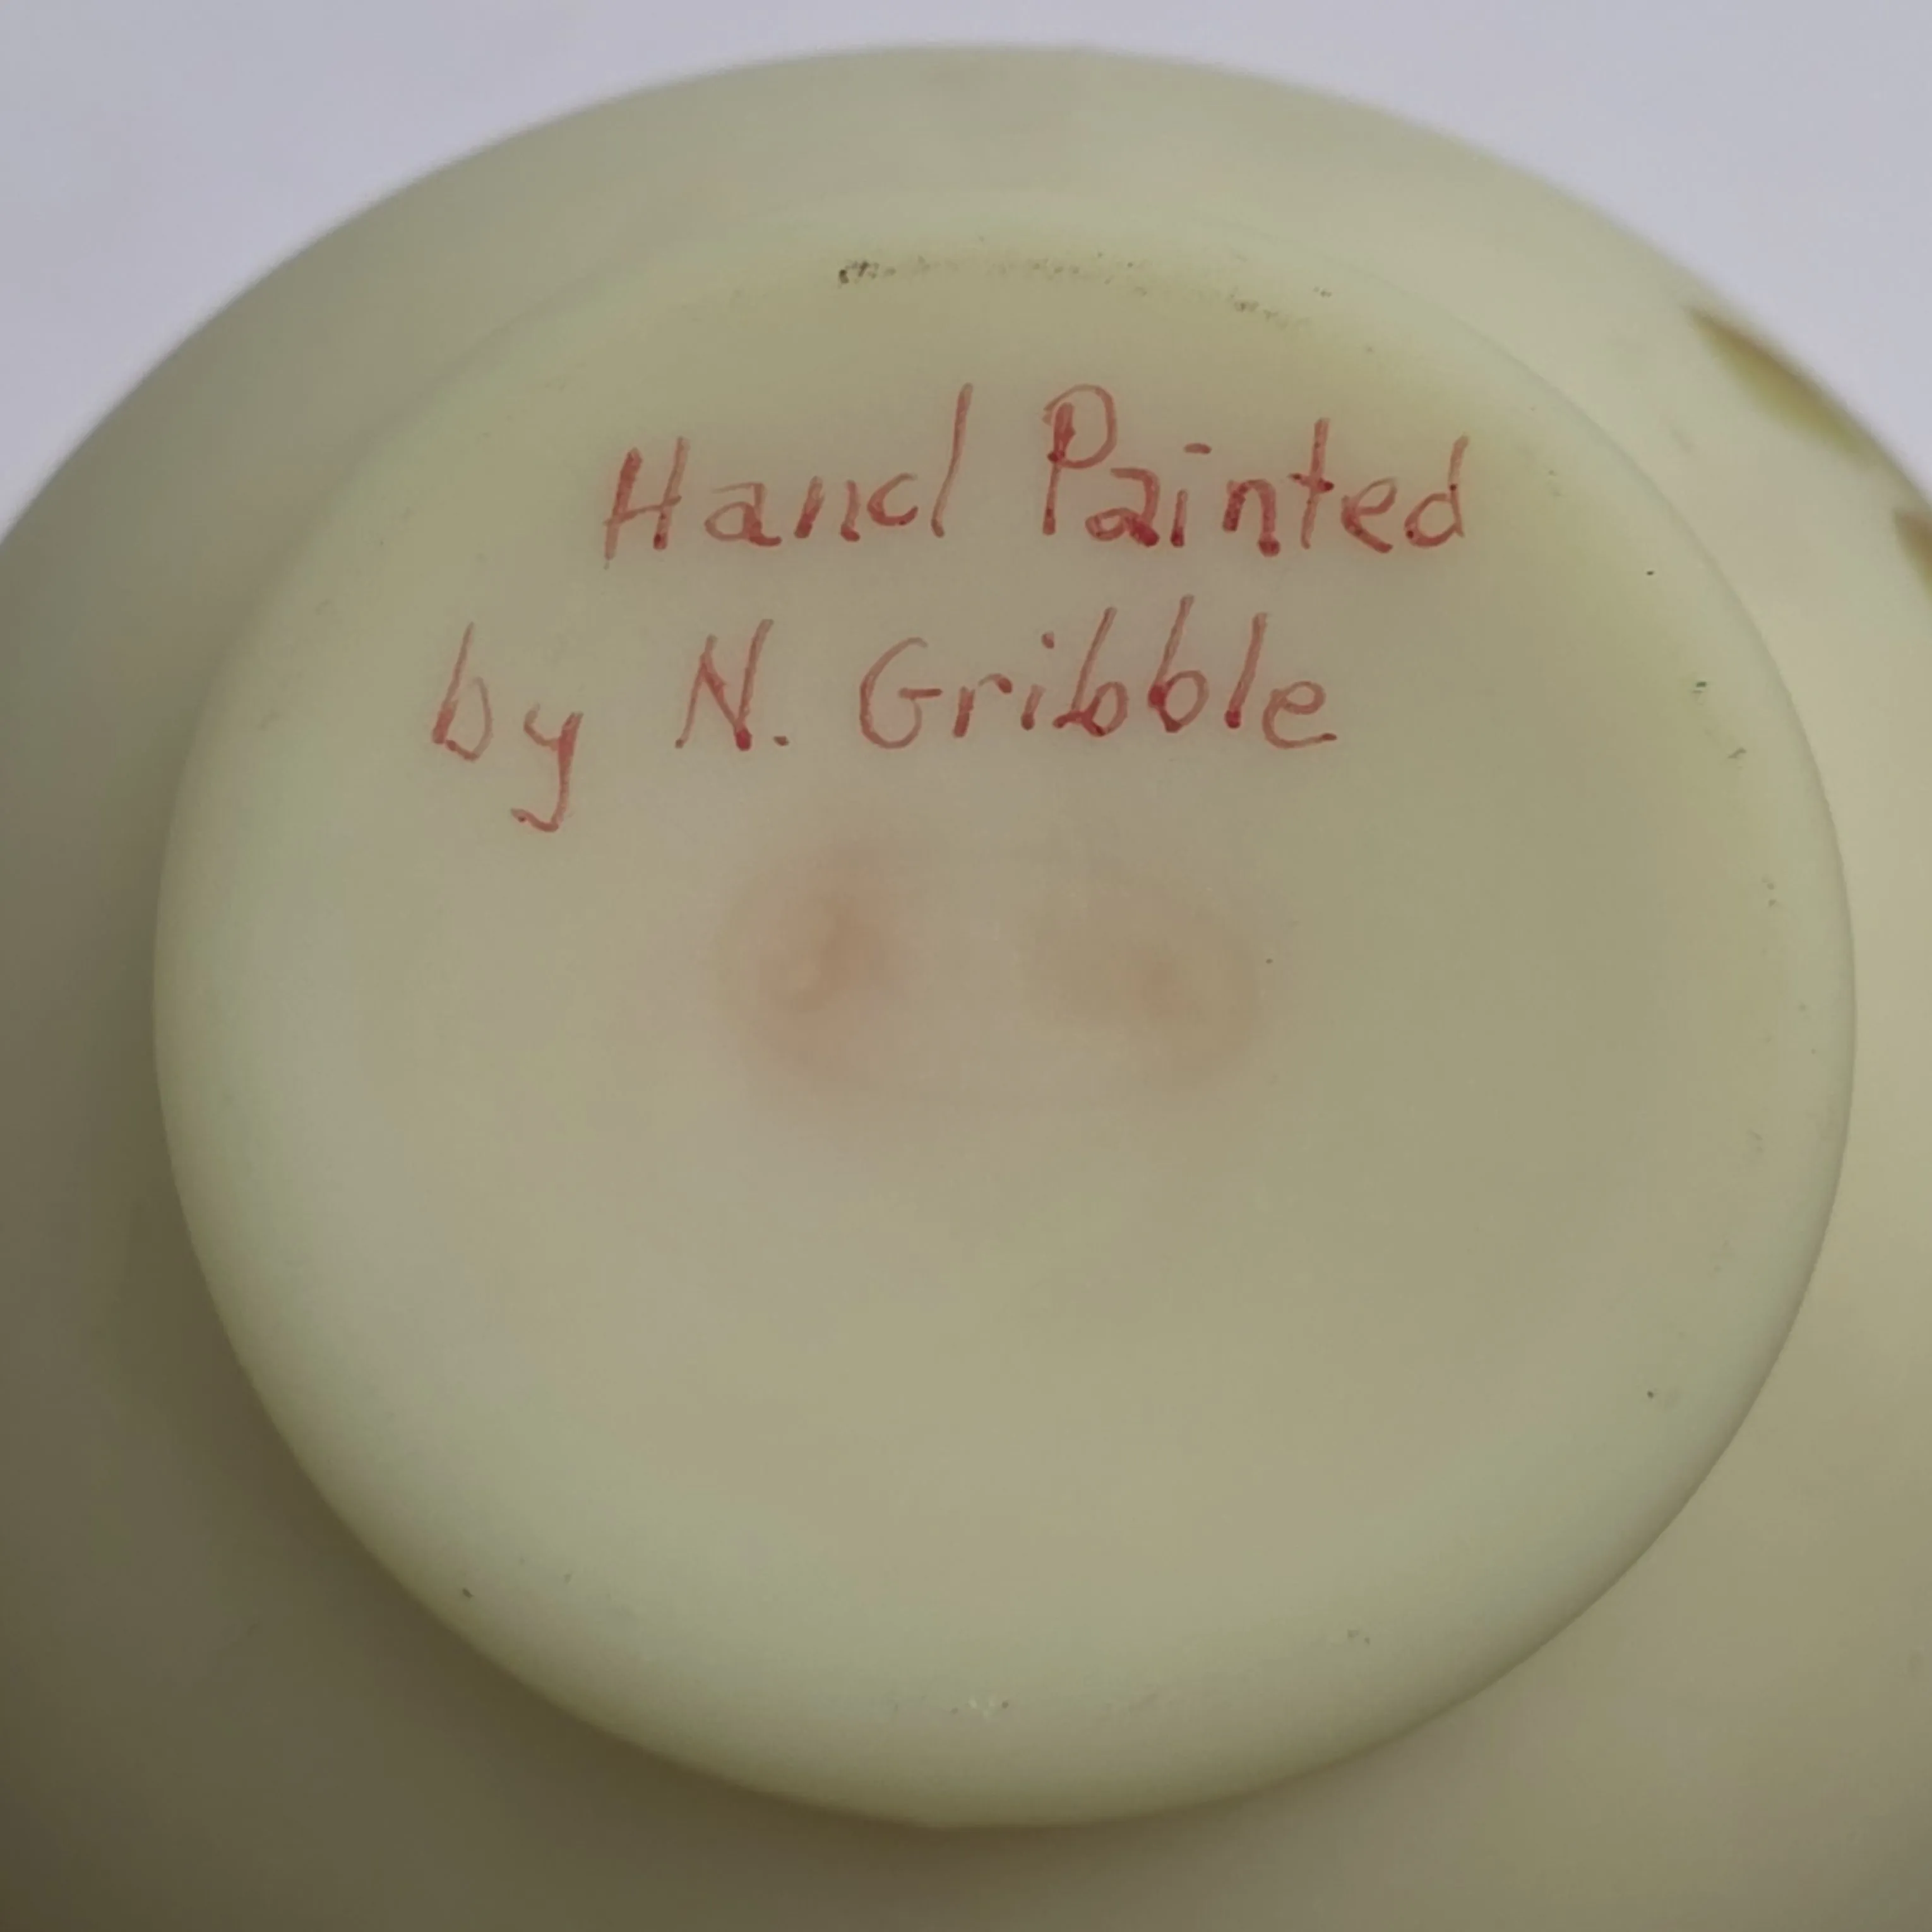 Hand Painted
by N. Gribble